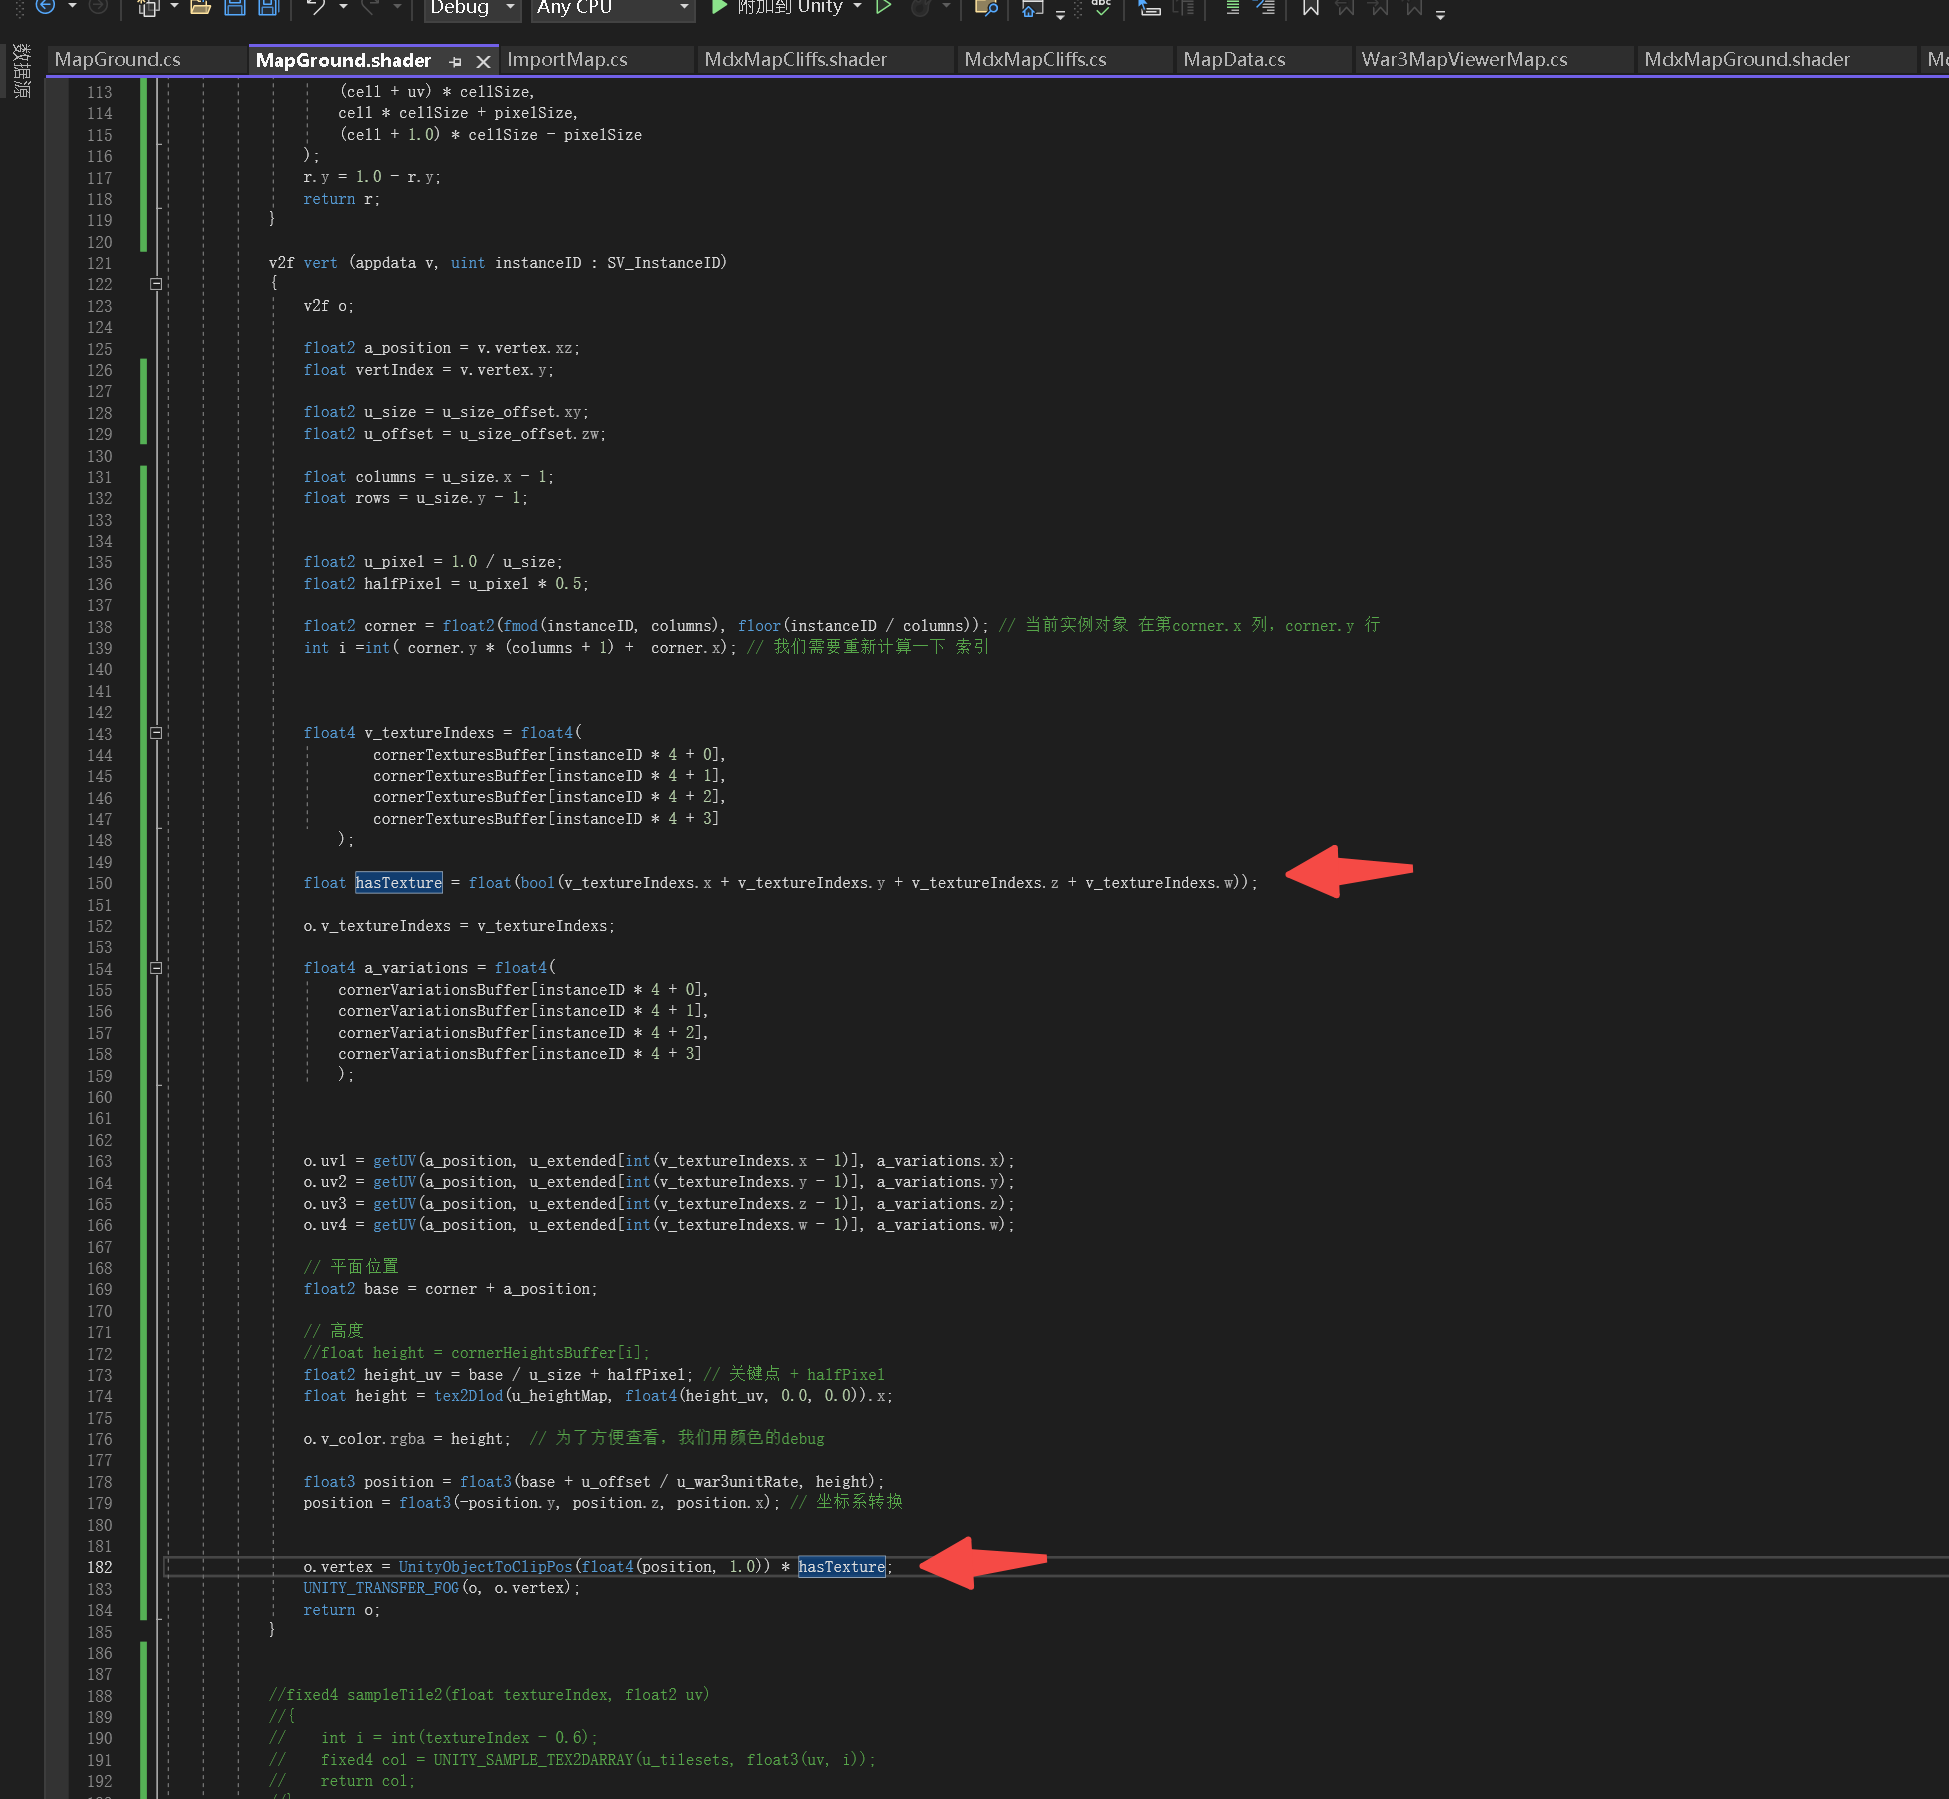 Debug
Any CPU
附加到 Unity
数据源
MapGround.cs
MapGround.shader
ImportMap.cs
MdxMapCliffs.shader
MdxMapCliffs.cs
MapData.cs
War3MapViewerMap.cs
MdxMapGround.shader
113 (cell + uv) * cellSize,
114 cell * cellSize + pixelSize,
115 (cell + 1.0) * cellSize - pixelSize
116 );
117 r.y = 1.0 - r.y;
118 return r;
119 }
120
121 v2f vert (appdata v, uint instanceID : SV_InstanceID)
122 {
123 v2f o;
124
125 float2 a_position = v.vertex.xz;
126 float vertIndex = v.vertex.y;
127
128 float2 u_size = u_size_offset.xy;
129 float2 u_offset = u_size_offset.zw;
130
131 float columns = u_size.x - 1;
132 float rows = u_size.y - 1;
133
134
135 float2 u_pixel = 1.0 / u_size;
136 float2 halfPixel = u_pixel * 0.5;
137
138 float2 corner = float2(fmod(instanceID, columns), floor(instanceID / columns)); // 当前实例对象 在第corner.x 列，corner.y 行
139 int i =int( corner.y * (columns + 1) +  corner.x); // 我们需要重新计算一下 索引
140
141
142
143 float4 v_textureIndexs = float4(
144 cornerTexturesBuffer[instanceID * 4 + 0],
145 cornerTexturesBuffer[instanceID * 4 + 1],
146 cornerTexturesBuffer[instanceID * 4 + 2],
147 cornerTexturesBuffer[instanceID * 4 + 3]
148 );
149
150 float hasTexture = float(bool(v_textureIndexs.x + v_textureIndexs.y + v_textureIndexs.z + v_textureIndexs.w));
151
152 o.v_textureIndexs = v_textureIndexs;
153
154 float4 a_variations = float4(
155 cornerVariationsBuffer[instanceID * 4 + 0],
156 cornerVariationsBuffer[instanceID * 4 + 1],
157 cornerVariationsBuffer[instanceID * 4 + 2],
158 cornerVariationsBuffer[instanceID * 4 + 3]
159 );
160
161
162
163 o.uv1 = getUV(a_position, u_extended[int(v_textureIndexs.x - 1)], a_variations.x);
164 o.uv2 = getUV(a_position, u_extended[int(v_textureIndexs.y - 1)], a_variations.y);
165 o.uv3 = getUV(a_position, u_extended[int(v_textureIndexs.z - 1)], a_variations.z);
166 o.uv4 = getUV(a_position, u_extended[int(v_textureIndexs.w - 1)], a_variations.w);
167
168 // 平面位置
169 float2 base = corner + a_position;
170
171 // 高度
172 //float height = cornerHeightsBuffer[i];
173 float2 height_uv = base / u_size + halfPixel; // 关键点 + halfPixel
174 float height = tex2Dlod(u_heightMap, float4(height_uv, 0.0, 0.0)).x;
175
176 o.v_color.rgba = height;  // 为了方便查看，我们用颜色的debug
177
178 float3 position = float3(base + u_offset / u_war3unitRate, height);
179 position = float3(-position.y, position.z, position.x); // 坐标系转换
180
181
182 o.vertex = UnityObjectToClipPos(float4(position, 1.0)) * hasTexture;
183 UNITY_TRANSFER_FOG(o, o.vertex);
184 return o;
185 }
186
187
188 //fixed4 sampleTile2(float textureIndex, float2 uv)
189 //{
190 //    int i = int(textureIndex - 0.6);
191 //    fixed4 col = UNITY_SAMPLE_TEX2DARRAY(u_tilesets, float3(uv, i));
192 //    return col;